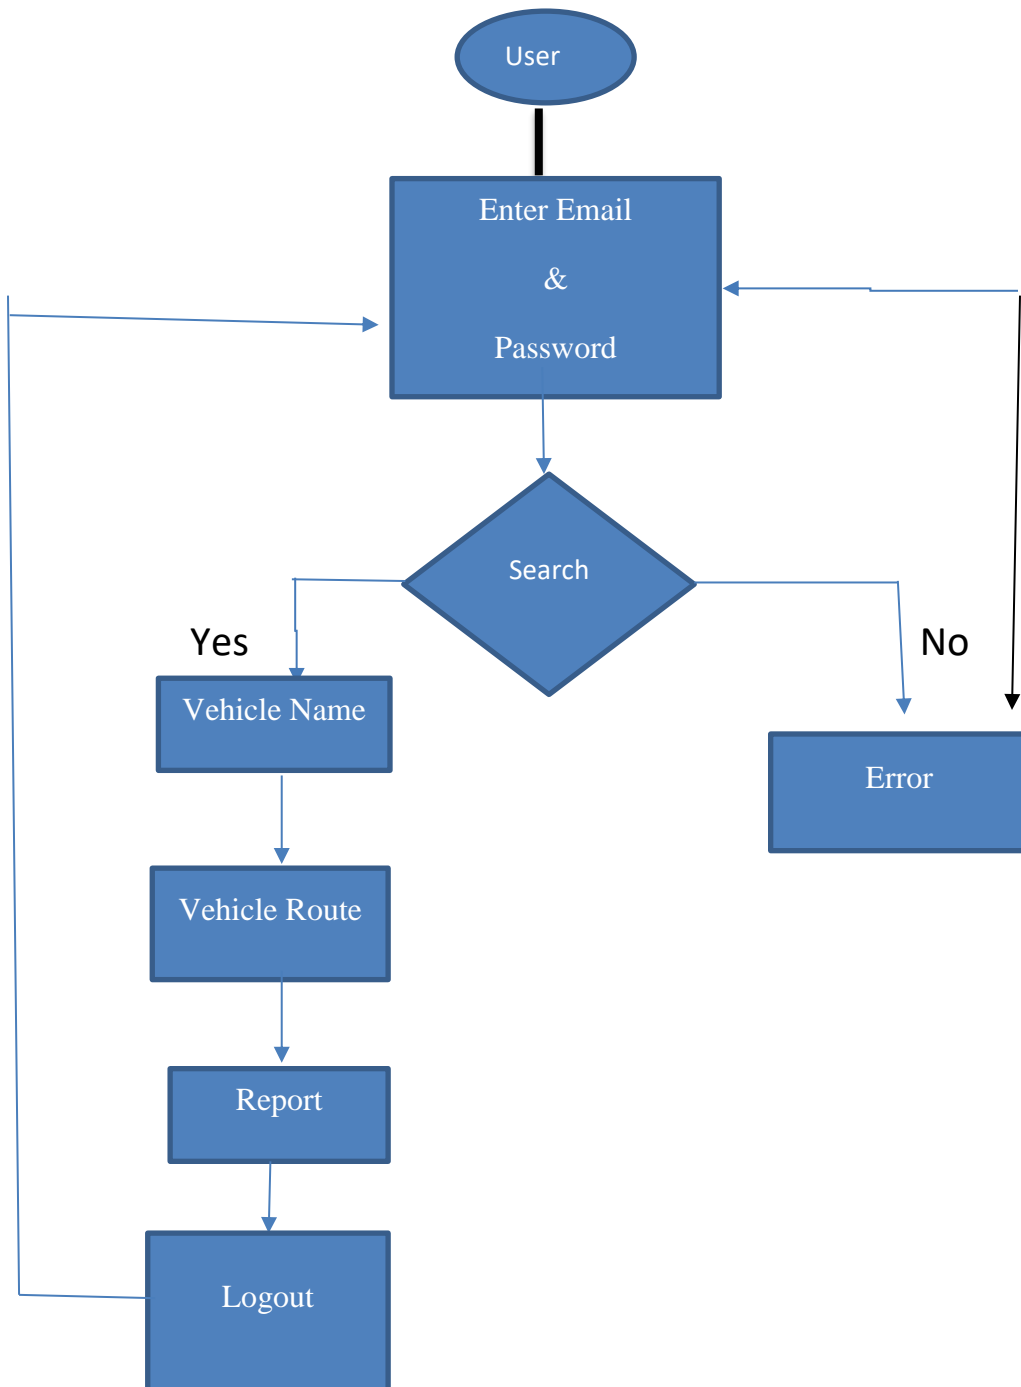 User
Enter Email
&
Password
Search
Yes
No
Vehicle Name
Error
Vehicle Route
Report
Logout